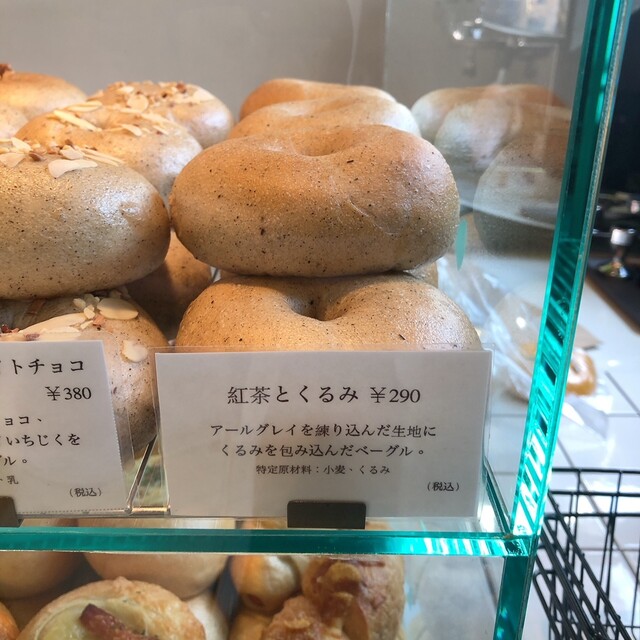 イトチョコ
¥380
ョコ、
いちじくを
グル。
、乳
(税込)
紅茶とくるみ ¥290
アールグレイを練り込んだ生地に
くるみを包み込んだベーグル。
特定原材料：小麦、くるみ
(税込)